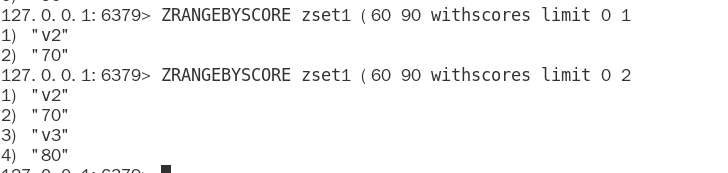 127.0.0.1:6379> ZRANGEBYSCORE zset1 (60 90 withscores limit 0 1
1) "v2"
2) "70"
127.0.0.1:6379> ZRANGEBYSCORE zset1 (60 90 withscores limit 0 2
1) "v2"
2) "70"
3) "v3"
4) "80"
127.0.0.1:6379>